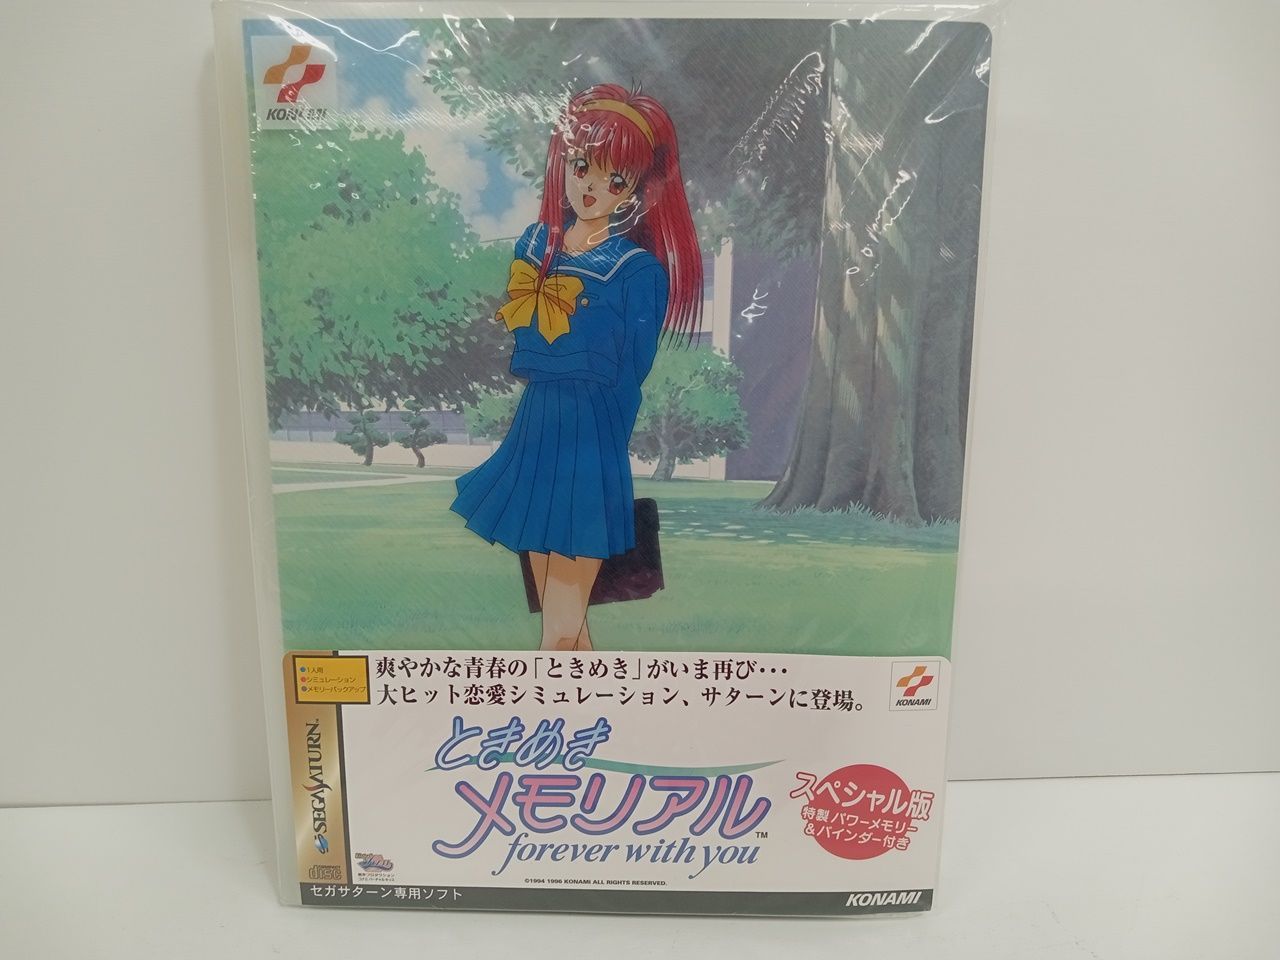 KONAMI
1人用
シミュレーション
メモリーバックアップ
爽やかな青春の「ときめき」がいま再び・・・
大ヒット恋愛シミュレーション、サターンに登場。
KONAMI
SEGA SATURN
ときめき
メモリアル
TM
forever with you
スペシャル版
特製 パワーメモリー
&バインダー付き
disc
©1994 1996 KONAMI ALL RIGHTS RESERVED.
セガサターン専用ソフト
KONAMI